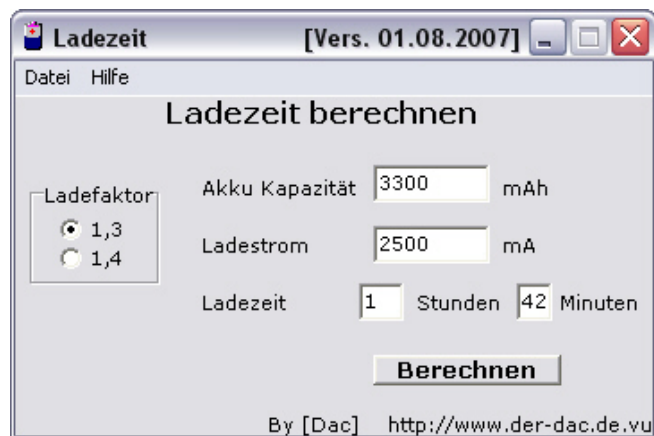 Ladezeit [Vers. 01.08.2007]
Datei Hilfe
Ladezeit berechnen
Ladefaktor
1,3
1,4
Akku Kapazität 3300 mAh
Ladestrom 2500 mA
Ladezeit 1 Stunden 42 Minuten
Berechnen
By [Dac] http://www.der-dac.de.vu